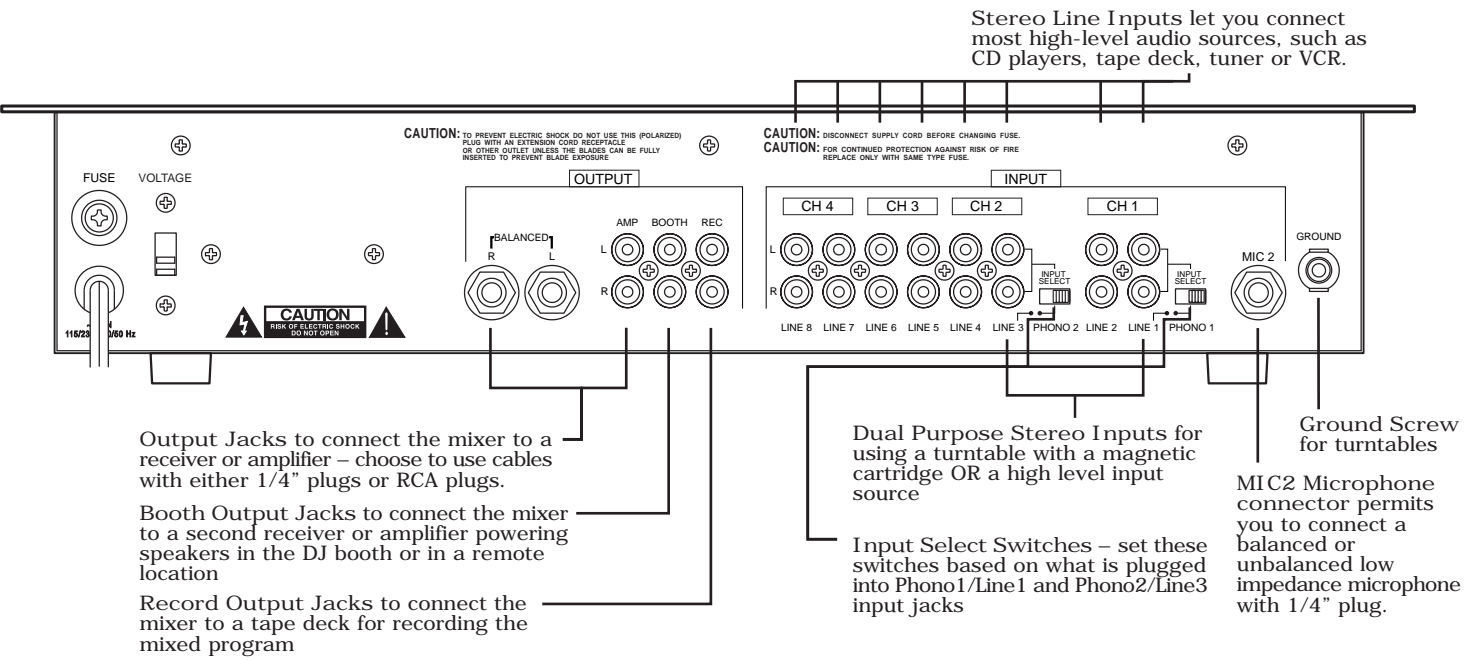 Stereo Line Inputs let you connect
most high-level audio sources, such as
CD players, tape deck, tuner or VCR.
CAUTION: TO PREVENT ELECTRIC SHOCK DO NOT USE THIS (POLARIZED)
PLUG WITH AN EXTENSION CORD RECEPTACLE
OR OTHER OUTLET UNLESS THE BLADES CAN BE FULLY
INSERTED TO PREVENT BLADE EXPOSURE
CAUTION: DISCONNECT SUPPLY CORD BEFORE CHANGING FUSE.
CAUTION: FOR CONTINUED PROTECTION AGAINST RISK OF FIRE
REPLACE ONLY WITH SAME TYPE FUSE.
FUSE
VOLTAGE
OUTPUT
INPUT
AMP BOOTH REC
CH 4 CH 3 CH 2 CH 1
BALANCED
R L
L
R
L
R
INPUT
SELECT
INPUT
SELECT
MIC 2
GROUND
CAUTION
RISK OF ELECTRIC SHOCK
DO NOT OPEN
115/23 0/50 Hz
LINE 8 LINE 7 LINE 6 LINE 5 LINE 4 LINE 3 PHONO 2 LINE 2 LINE 1 PHONO 1
Output Jacks to connect the mixer to a
receiver or amplifier – choose to use cables
with either 1/4” plugs or RCA plugs.
Booth Output Jacks to connect the mixer
to a second receiver or amplifier powering
speakers in the DJ booth or in a remote
location
Record Output Jacks to connect the
mixer to a tape deck for recording the
mixed program
Dual Purpose Stereo Inputs for
using a turntable with a magnetic
cartridge OR a high level input
source
Input Select Switches – set these
switches based on what is plugged
into Phono1/Line1 and Phono2/Line3
input jacks
Ground Screw
for turntables
MIC2 Microphone
connector permits
you to connect a
balanced or
unbalanced low
impedance microphone
with 1/4” plug.